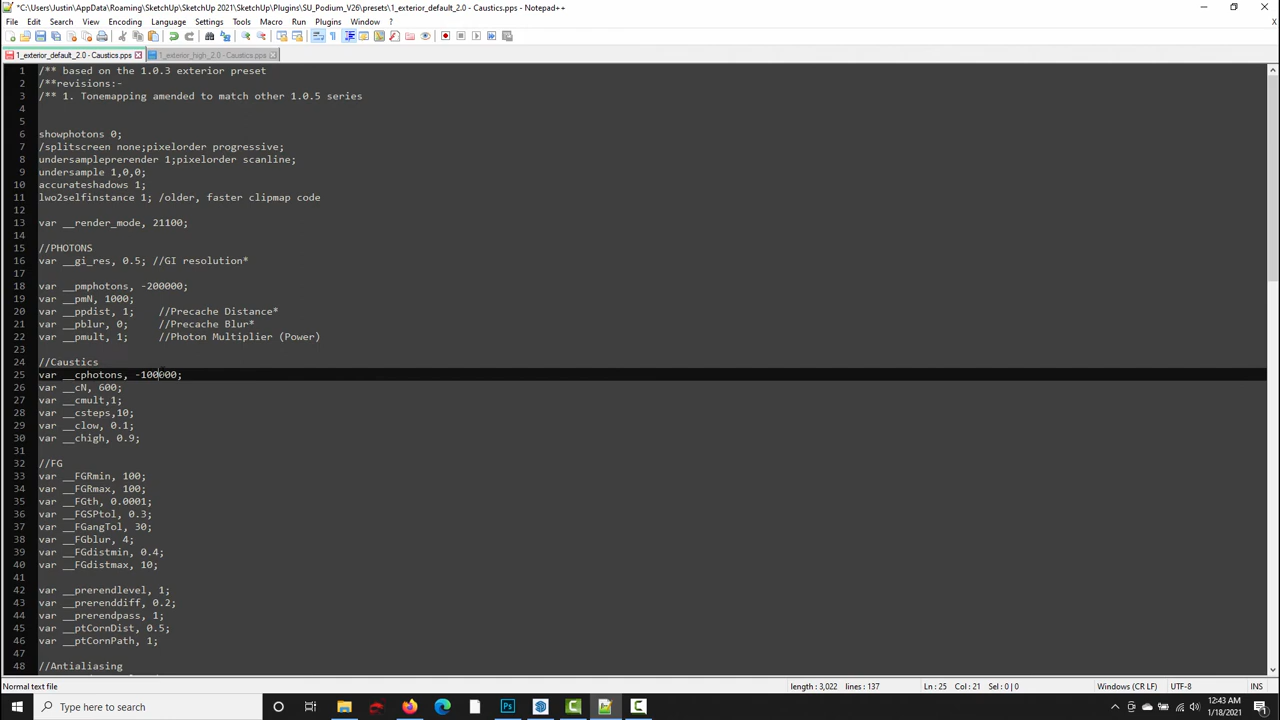 *C:\Users\Justin\AppData\Roaming\SketchUp\SketchUp 2021\SketchUp\Plugins\SU_Podium_V26\presets\1_exterior_default_2.0 - Caustics.pps - Notepad++
File Edit Search View Encoding Language Settings Tools Macro Run Plugins Window ?
1_exterior_default_2.0 - Caustics.pps 1_exterior_high_2.0 - Caustics.pps
1 /** based on the 1.0.3 exterior preset
2 /**revisions:-
3 /** 1. Tonemapping amended to match other 1.0.5 series
4
5
6 showphotons 0;
7 /splitscreen none;pixelorder progressive;
8 undersampleprerender 1;pixelorder scanline;
9 undersample 1,0,0;
10 accurateshadows 1;
11 lwo2selfinstance 1; /older, faster clipmap code
12
13 var __render_mode, 21100;
14
15 //PHOTONS
16 var __gi_res, 0.5; //GI resolution*
17
18 var __pmphotons, -200000;
19 var __pmN, 1000;
20 var __ppdist, 1; //Precache Distance*
21 var __pblur, 0; //Precache Blur*
22 var __pmult, 1; //Photon Multiplier (Power)
23
24 //Caustics
25 var __cphotons, -100000;
26 var __cN, 600;
27 var __cmult,1;
28 var __csteps,10;
29 var __clow, 0.1;
30 var __chigh, 0.9;
31
32 //FG
33 var __FGRmin, 100;
34 var __FGRmax, 100;
35 var __FGth, 0.0001;
36 var __FGSPtol, 0.3;
37 var __FGangTol, 30;
38 var __FGblur, 4;
39 var __FGdistmin, 0.4;
40 var __FGdistmax, 10;
41
42 var __prerendlevel, 1;
43 var __prerenddiff, 0.2;
44 var __prerendpass, 1;
45 var __ptCornDist, 0.5;
46 var __ptCornPath, 1;
47
48 //Antialiasing
Normal text file length : 3,022 lines : 137 Ln : 25 Col : 21 Sel : 0 | 0 Windows (CR LF) UTF-8 INS
Type here to search
12:43 AM
1/18/2021